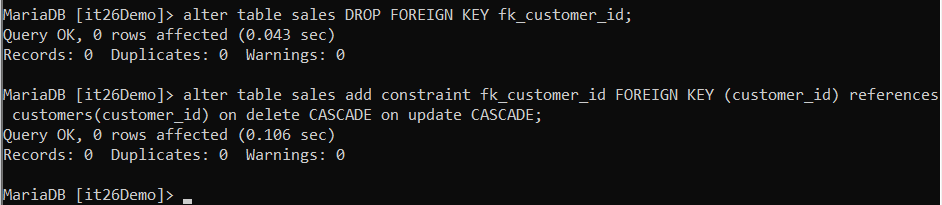 MariaDB [it26Demo]> alter table sales DROP FOREIGN KEY fk_customer_id;
Query OK, 0 rows affected (0.043 sec)
Records: 0  Duplicates: 0  Warnings: 0
MariaDB [it26Demo]> alter table sales add constraint fk_customer_id FOREIGN KEY (customer_id) references
 customers(customer_id) on delete CASCADE on update CASCADE;
Query OK, 0 rows affected (0.106 sec)
Records: 0  Duplicates: 0  Warnings: 0
MariaDB [it26Demo]>